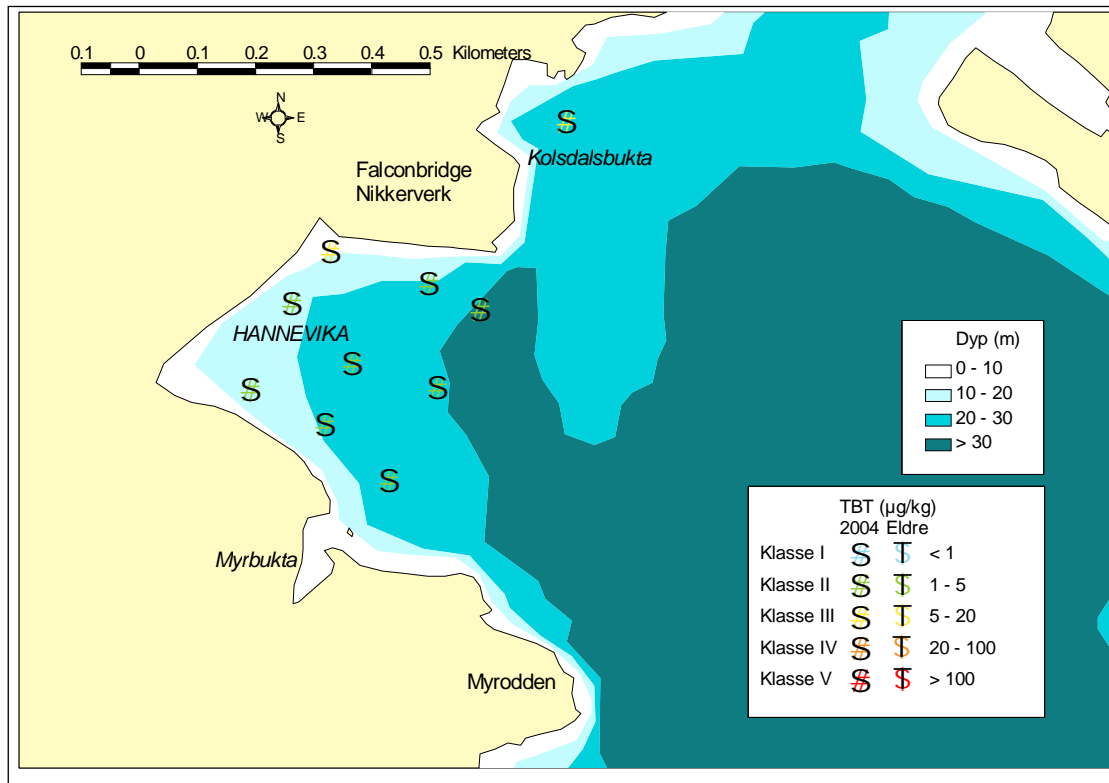 0.1 0 0.1 0.2 0.3 0.4 0.5 Kilometers
N
W E
S
Kolsdalsbukta
Falconbridge
Nikkerverk
HANNEVIKA
Myrbukta
Myrodden
Dyp (m)
0 - 10
10 - 20
20 - 30
> 30
TBT (µg/kg)
2004 Eldre
Klasse I < 1
Klasse II 1 - 5
Klasse III 5 - 20
Klasse IV 20 - 100
Klasse V > 100